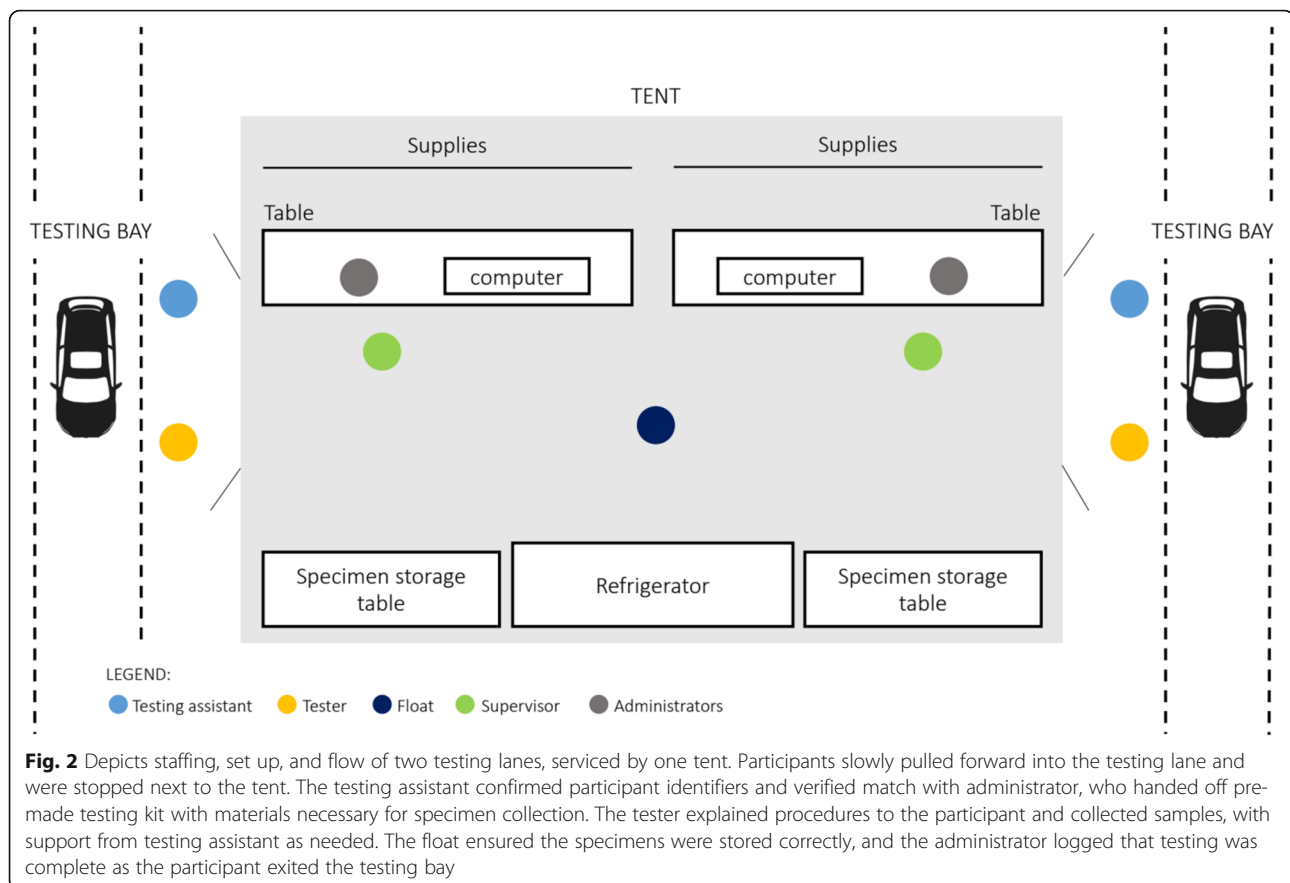 TENT
Supplies
Supplies
Table
Table
TESTING BAY
TESTING BAY
computer
computer
Specimen storage
table
Refrigerator
Specimen storage
table
LEGEND:
Testing assistant
Tester
Float
Supervisor
Administrators
Fig. 2 Depicts staffing, set up, and flow of two testing lanes, serviced by one tent. Participants slowly pulled forward into the testing lane and
were stopped next to the tent. The testing assistant confirmed participant identifiers and verified match with administrator, who handed off pre-
made testing kit with materials necessary for specimen collection. The tester explained procedures to the participant and collected samples, with
support from testing assistant as needed. The float ensured the specimens were stored correctly, and the administrator logged that testing was
complete as the participant exited the testing bay